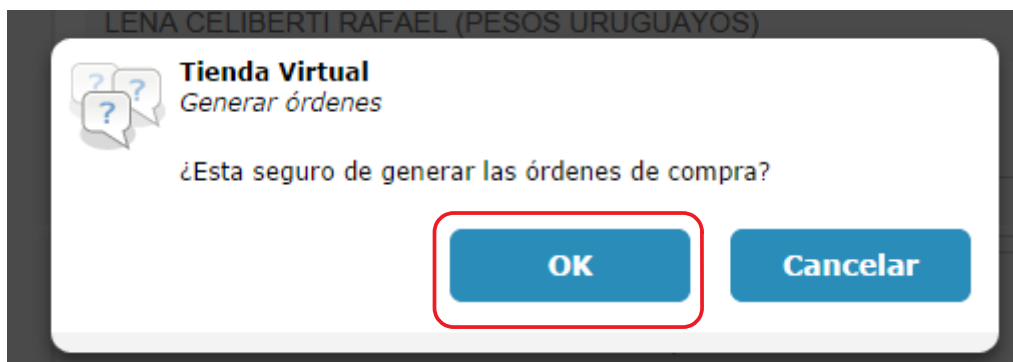 LENA CELIBERTI RAFAEL (PESOS URUGUAYOS)
Tienda Virtual
Generar órdenes
¿Esta seguro de generar las órdenes de compra?
OK
Cancelar